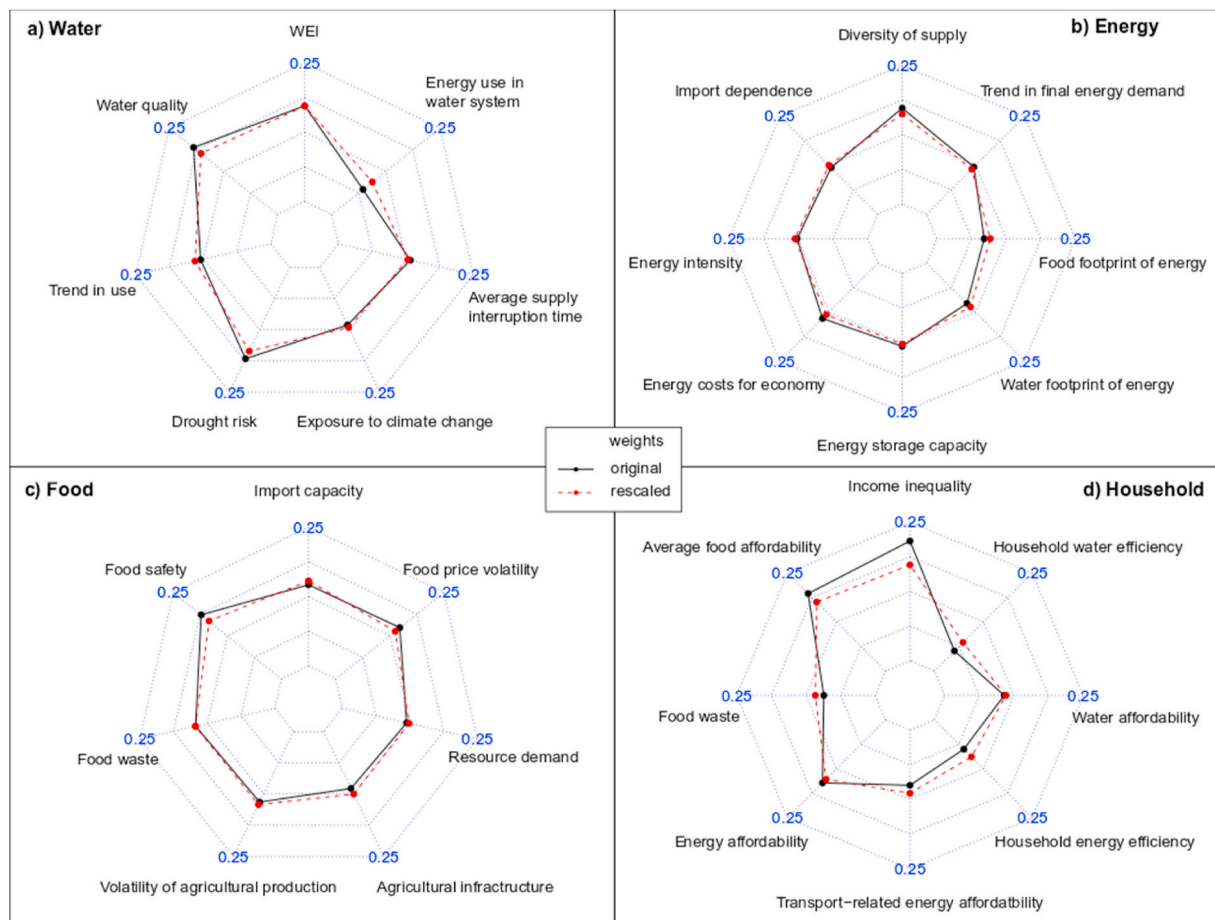 a) Water
WEI
0.25
Energy use in
water system
0.25
Average supply
interruption time
0.25
Exposure to climate change
0.25
Drought risk
0.25
Trend in use
0.25
Water quality
0.25
b) Energy
Diversity of supply
0.25
Trend in final energy demand
0.25
Food footprint of energy
0.25
Water footprint of energy
0.25
Energy storage capacity
0.25
Energy costs for economy
0.25
Energy intensity
0.25
Import dependence
0.25
weights
original
rescaled
c) Food
Import capacity
0.25
Food price volatility
0.25
Resource demand
0.25
Agricultural infractructure
0.25
Volatility of agricultural production
0.25
Food waste
0.25
Food safety
0.25
d) Household
Income inequality
0.25
Household water efficiency
0.25
Water affordability
0.25
Household energy efficiency
0.25
Transport−related energy affordatbility
0.25
Energy affordability
0.25
Food waste
0.25
Average food affordability
0.25